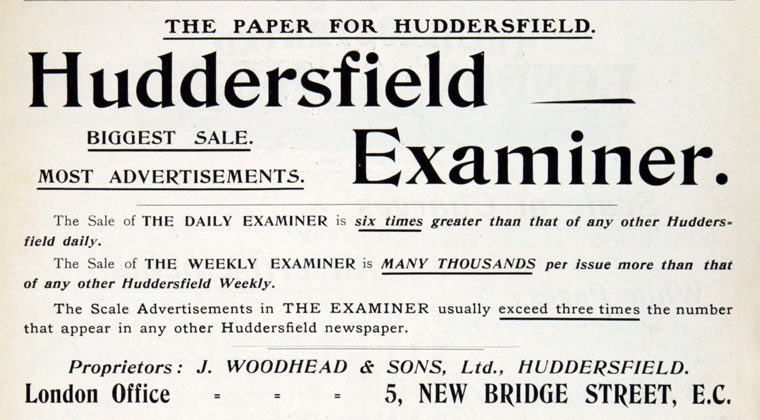 THE PAPER FOR HUDDERSFIELD.
Huddersfield —
BIGGEST SALE.
MOST ADVERTISEMENTS.
Examiner.
The Sale of THE DAILY EXAMINER is six times greater than that of any other Hudders-
field daily.
The Sale of THE WEEKLY EXAMINER is MANY THOUSANDS per issue more than that
of any other Huddersfield Weekly.
The Scale Advertisements in THE EXAMINER usually exceed three times the number
that appear in any other Huddersfield newspaper.
Proprietors: J. WOODHEAD & SONS, Ltd., HUDDERSFIELD.
London Office - - - 5, NEW BRIDGE STREET, E.C.